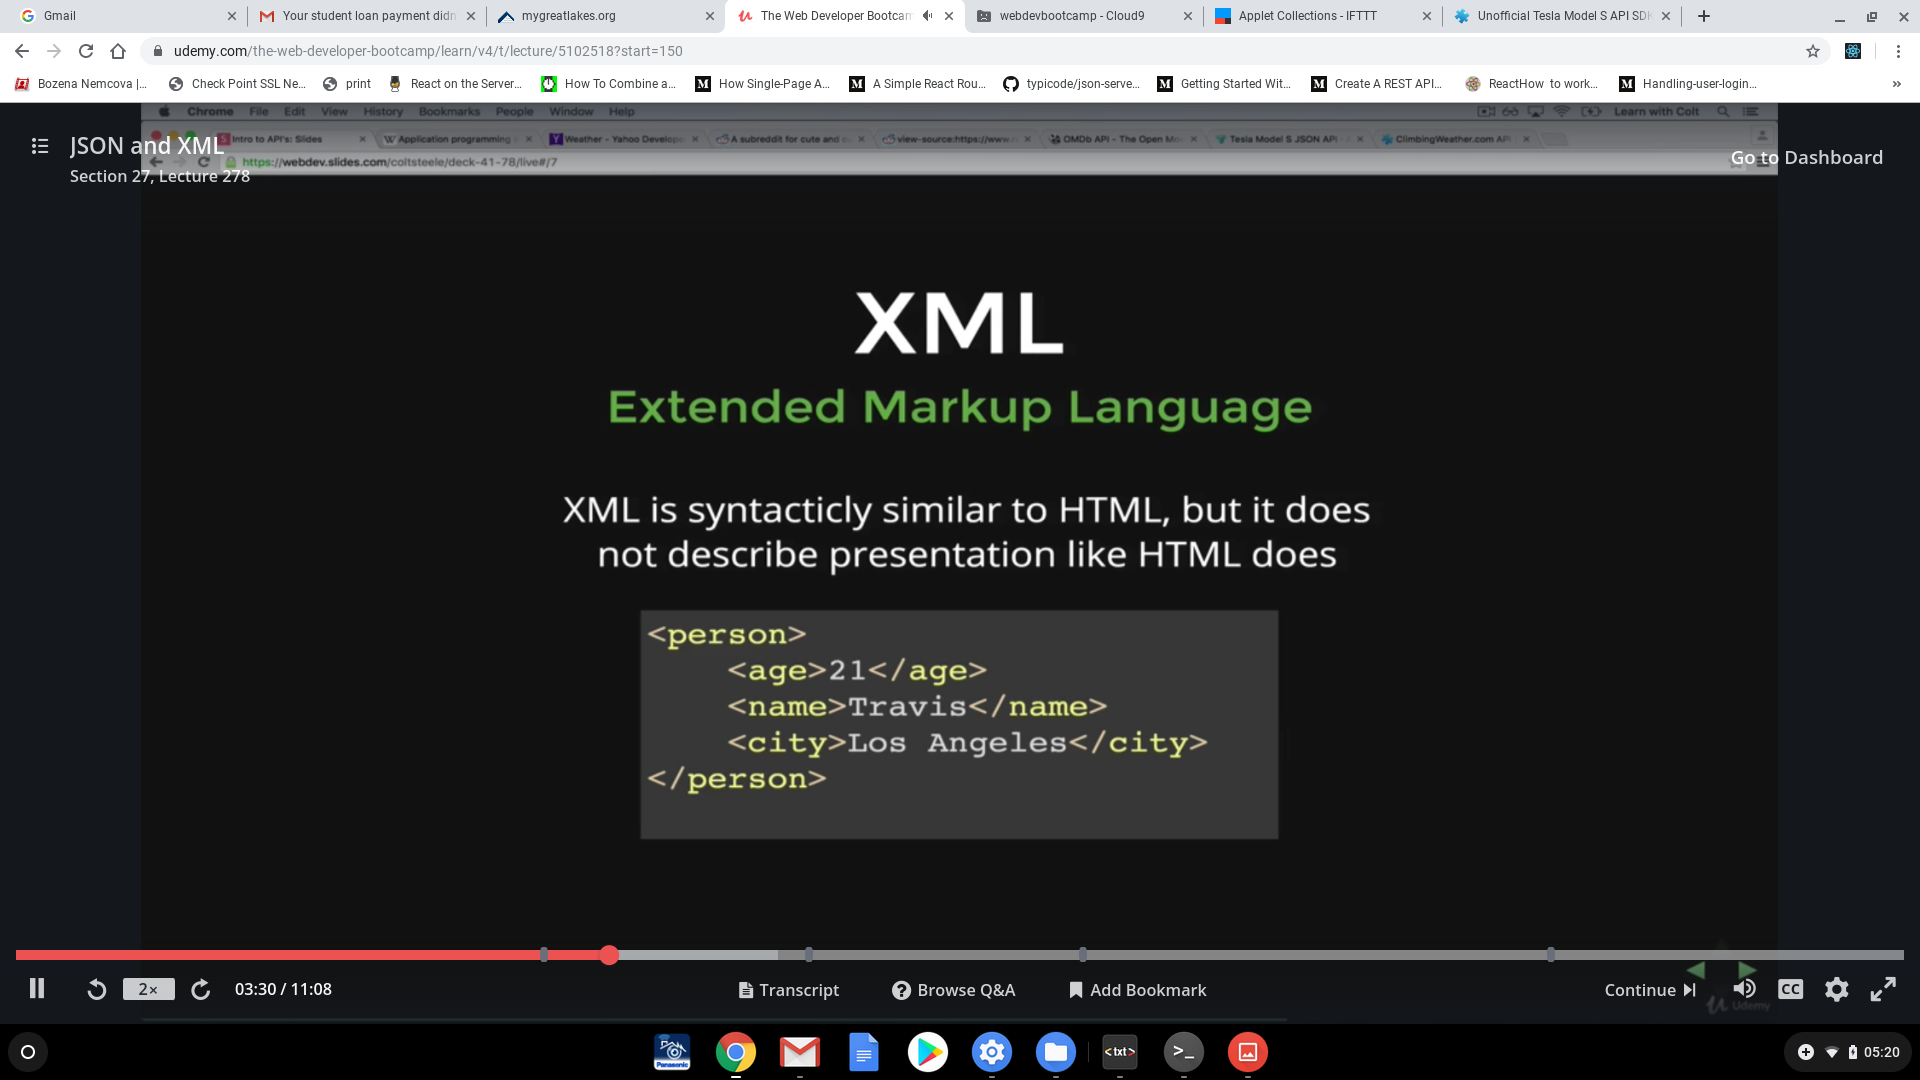 Gmail
Your student loan payment didn
mygreatlakes.org
The Web Developer Bootcam
webdevbootcamp - Cloud9
Applet Collections - IFTTT
Unofficial Tesla Model S API SDK
udemy.com/the-web-developer-bootcamp/learn/v4/t/lecture/5102518?start=150
Bozena Nemcova |...
Check Point SSL Ne...
print
React on the Server...
How To Combine a...
How Single-Page A...
A Simple React Rou...
typicode/json-serve...
Getting Started Wit...
Create A REST API...
ReactHow to work...
Handling-user-login...
»
Chrome File Edit View History Bookmarks People Window Help
Learn with Colt
Intro to API's: Slides
Application programming
Weather - Yahoo Develope
A subreddit for cute and c
view-source:https://www.
OMDb API - The Open Mo
Tesla Model S JSON API
ClimbingWeather.com API
https://webdev.slides.com/coltsteele/deck-41-78/live#/7
JSON and XML
Section 27, Lecture 278
Go to Dashboard
XML
Extended Markup Language
XML is syntacticly similar to HTML, but it does
not describe presentation like HTML does
<person>
<age>21</age>
<name>Travis</name>
<city>Los Angeles</city>
</person>
2×
03:30 / 11:08
Transcript
Browse Q&A
Add Bookmark
Continue
CC
Udemy
Panasonic
<txt>
>_
05:20